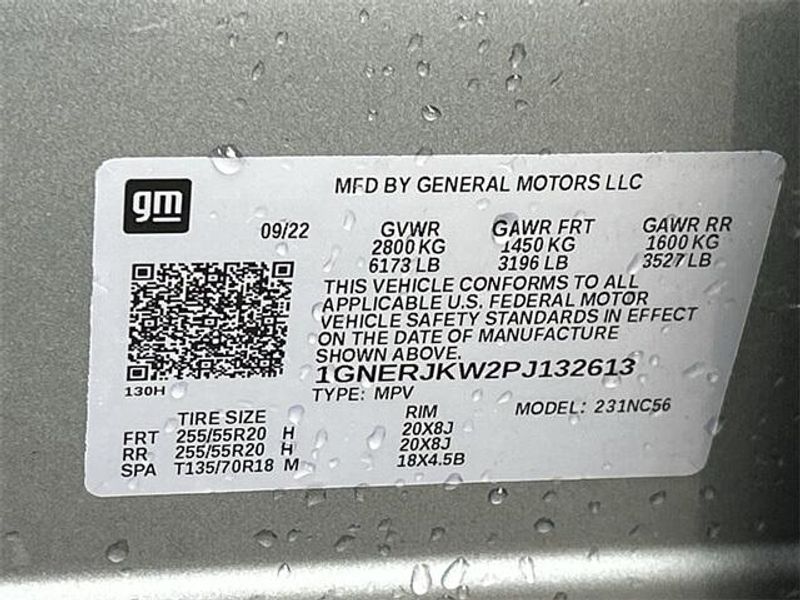 gm
MFD BY GENERAL MOTORS LLC
09/22 GVWR GAWR FRT GAWR RR
2800 KG 1450 KG 1600 KG
6173 LB 3196 LB 3527 LB
THIS VEHICLE CONFORMS TO ALL
APPLICABLE U.S. FEDERAL MOTOR
VEHICLE SAFETY STANDARDS IN EFFECT
ON THE DATE OF MANUFACTURE
SHOWN ABOVE.
1GNERJKW2PJ132613
130H
TYPE: MPV
TIRE SIZE RIM MODEL: 231NC56
FRT 255/55R20 H 20X8J
RR 255/55R20 H 20X8J
SPA T135/70R18 M 18X4.5B